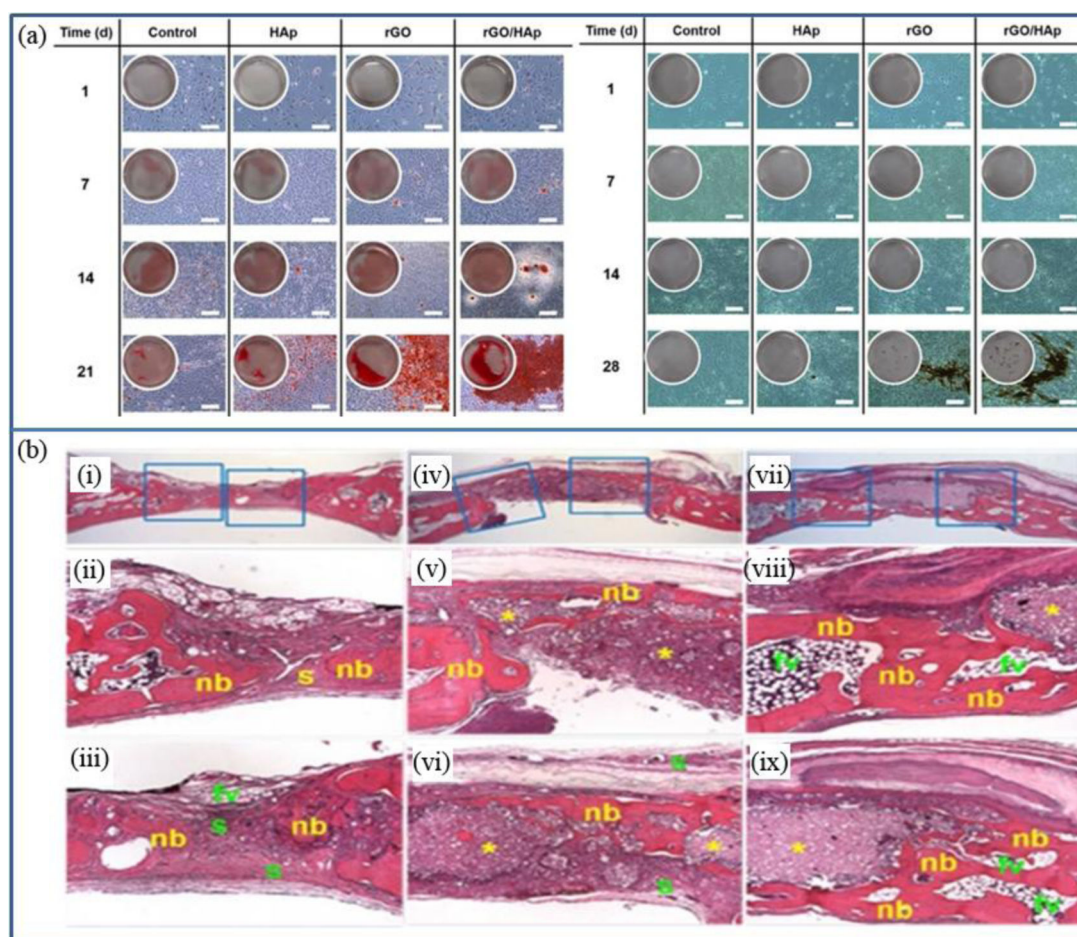 (a)
Time (d) Control HAp rGO rGO/HAp
1
7
14
21
Time (d) Control HAp rGO rGO/HAp
1
7
14
28
(b)
(i) (iv) (vii)
(ii) nb s nb
(v) nb * nb *
(viii) * nb fv nb fv nb
(iii) fv nb s nb s
(vi) s nb * * s
(ix) * nb nb fv nb fv